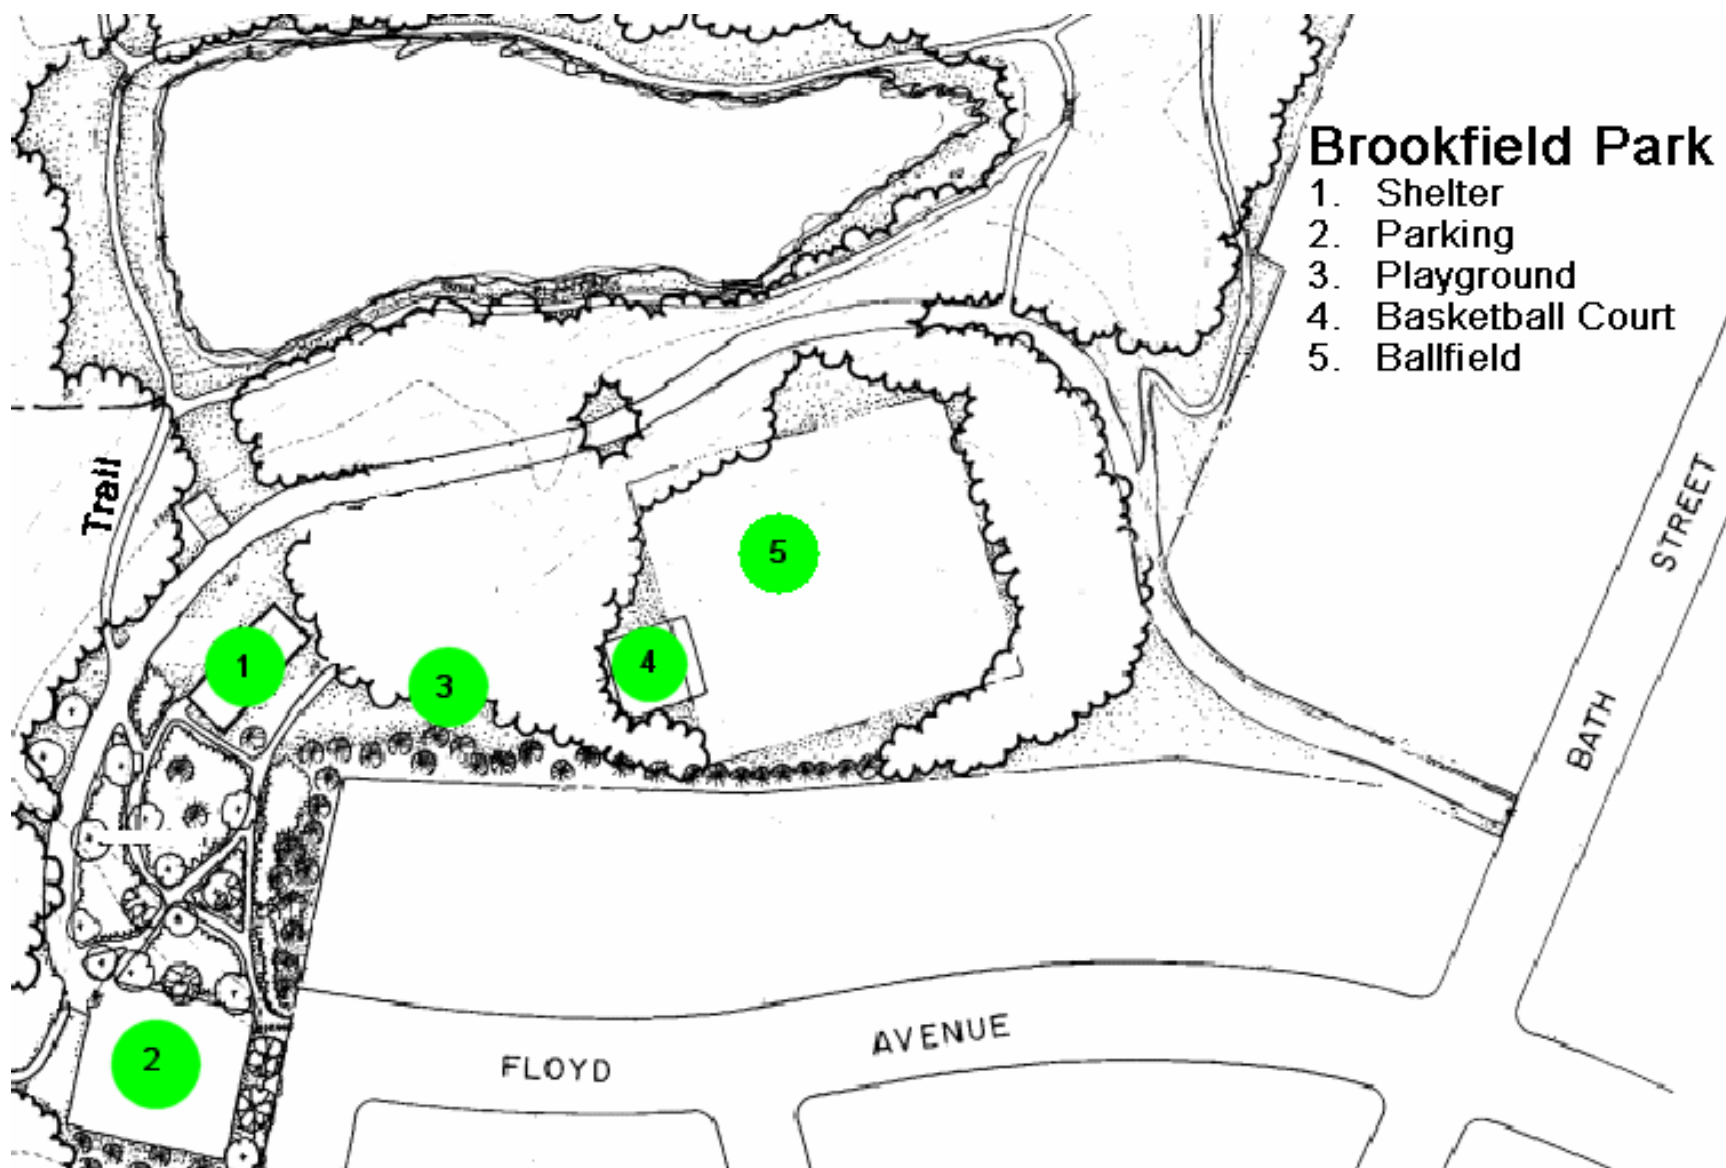 Brookfield Park
1. Shelter
2. Parking
3. Playground
4. Basketball Court
5. Ballfield
Trail
STREET
BATH
5
1
4
3
2
FLOYD AVENUE